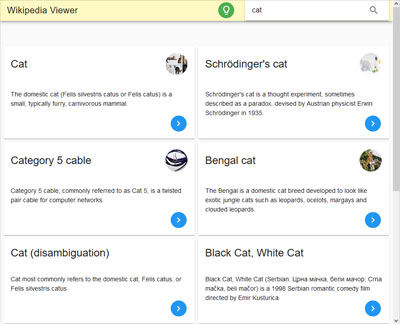 Wikipedia Viewer
cat
Cat
The domestic cat (Felis silvestris catus or Felis catus) is a
small, typically furry, carnivorous mammal.
Schrödinger's cat
Schrödinger's cat is a thought experiment, sometimes
described as a paradox, devised by Austrian physicist Erwin
Schrödinger in 1935.
Category 5 cable
Category 5 cable, commonly referred to as Cat 5, is a twisted
pair cable for computer networks.
Bengal cat
The Bengal is a domestic cat breed developed to look like
exotic jungle cats such as leopards, ocelots, margays and
clouded leopards.
Cat (disambiguation)
Cat most commonly refers to the domestic cat, Felis catus, or
Felis silvestris catus
Black Cat, White Cat
Black Cat, White Cat (Serbian: Црна мачка, бели мачор; Crna
mačka, beli mačor) is a 1998 Serbian romantic comedy film
directed by Emir Kusturica.